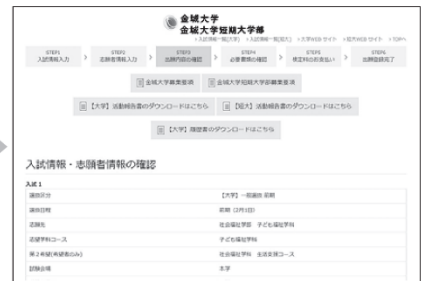 金城大学
金城大学短期大学部
STEP1 STEP2 STEP3 STEP4 STEP5 STEP6
入試情報入力 志願者情報入力 出願内容の確認 必要書類の確認 検定料のお支払い 出願登録完了
金城大学募集要項 金城大学短期大学部募集要項
【大学】活動報告書のダウンロードはこちら 【短大】活動報告書のダウンロードはこちら
【大学】履歴書のダウンロードはこちら
入試情報・志願者情報の確認
入試1
選抜区分 【大学】一般選抜 前期
選抜日程 前期（2月1日）
志願先 社会福祉学部 子ども福祉学科
志望学科コース 子ども福祉学科
第2希望(希望者のみ) 社会福祉学科 生活支援コース
試験会場 本学